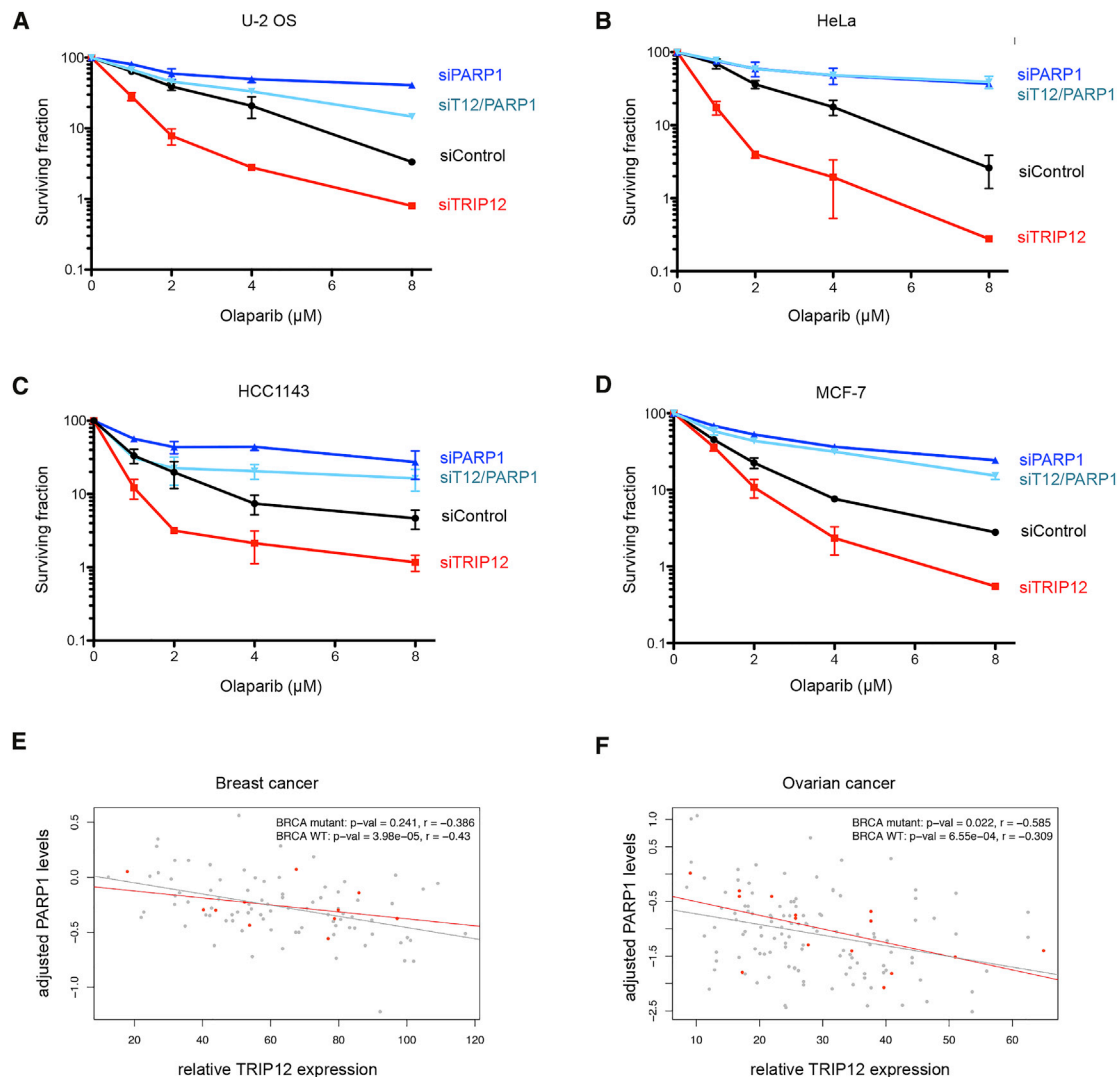 A
U-2 OS
Surviving fraction
100
10
1
0.1
0
2
4
6
8
Olaparib (µM)
siPARP1
siT12/PARP1
siControl
siTRIP12
B
HeLa
Surviving fraction
100
10
1
0.1
0
2
4
6
8
Olaparib (µM)
siPARP1
siT12/PARP1
siControl
siTRIP12
C
HCC1143
Surviving fraction
100
10
1
0.1
0
2
4
6
8
Olaparib (µM)
siPARP1
siT12/PARP1
siControl
siTRIP12
D
MCF-7
Surviving fraction
100
10
1
0.1
0
2
4
6
8
Olaparib (µM)
siPARP1
siT12/PARP1
siControl
siTRIP12
E
Breast cancer
BRCA mutant: p-val = 0.241, r = −0.386
BRCA WT: p-val = 3.98e−05, r = −0.43
adjusted PARP1 levels
0.5
0.0
−0.5
−1.0
20
40
60
80
100
120
relative TRIP12 expression
F
Ovarian cancer
BRCA mutant: p-val = 0.022, r = −0.585
BRCA WT: p-val = 6.55e−04, r = −0.309
adjusted PARP1 levels
1.0
0.5
−0.5
−1.5
−2.5
10
20
30
40
50
60
relative TRIP12 expression